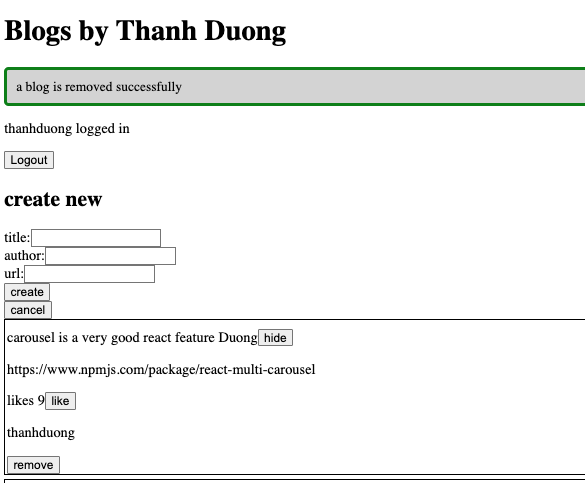 Blogs by Thanh Duong
a blog is removed successfully
thanhduong logged in
Logout
create new
title:
author:
url:
create
cancel
carousel is a very good react feature Duong hide
https://www.npmjs.com/package/react-multi-carousel
likes 9 like
thanhduong
remove